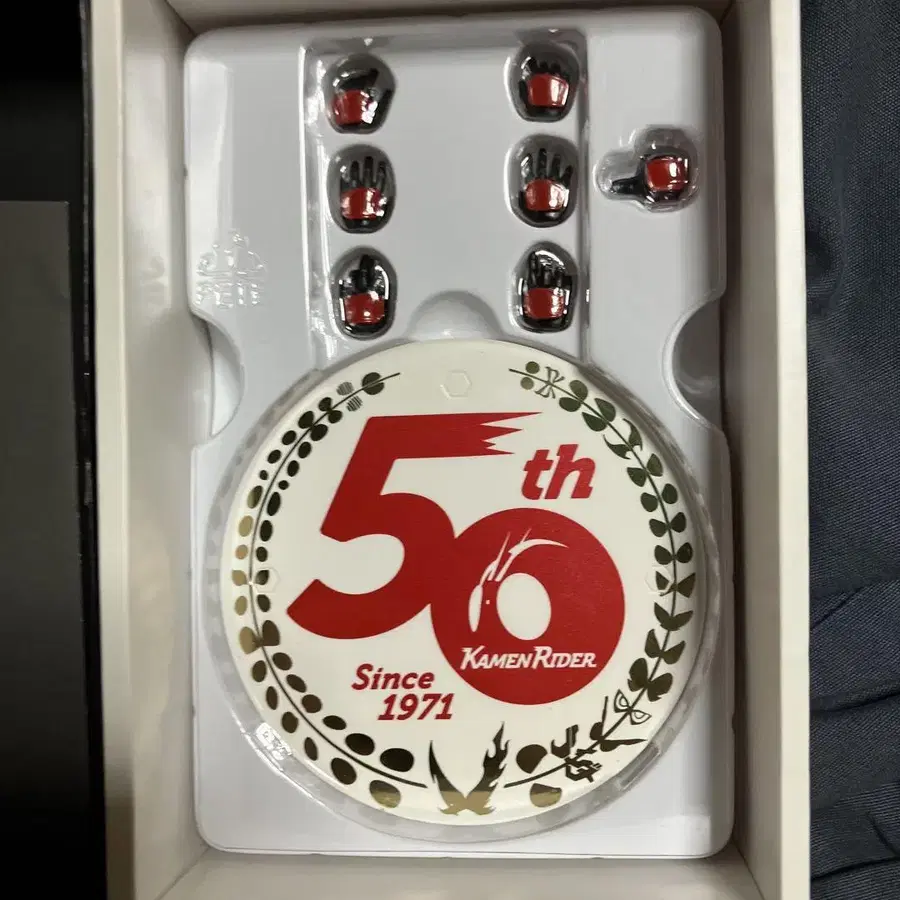 50th
KAMEN RIDER
Since
1971